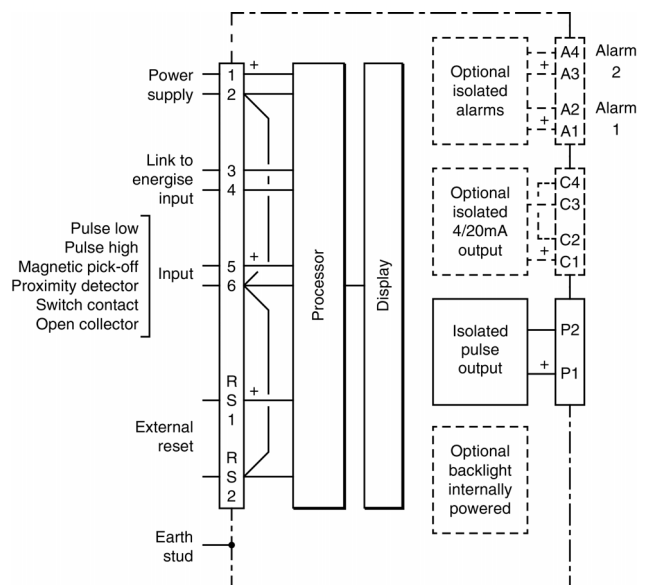 Power
supply
Link to
energise
input
Pulse low
Pulse high
Magnetic pick-off
Proximity detector
Switch contact
Open collector
Input
External
reset
Earth
stud
+
1
2
3
4
+
5
6
R
S
1
+
R
S
2
Processor
Display
Optional
isolated
alarms
+
+
A4
A3
A2
A1
Alarm
2
Alarm
1
Optional
isolated
4/20mA
output
+
C4
C3
C2
C1
Isolated
pulse
output
+
P2
P1
Optional
backlight
internally
powered